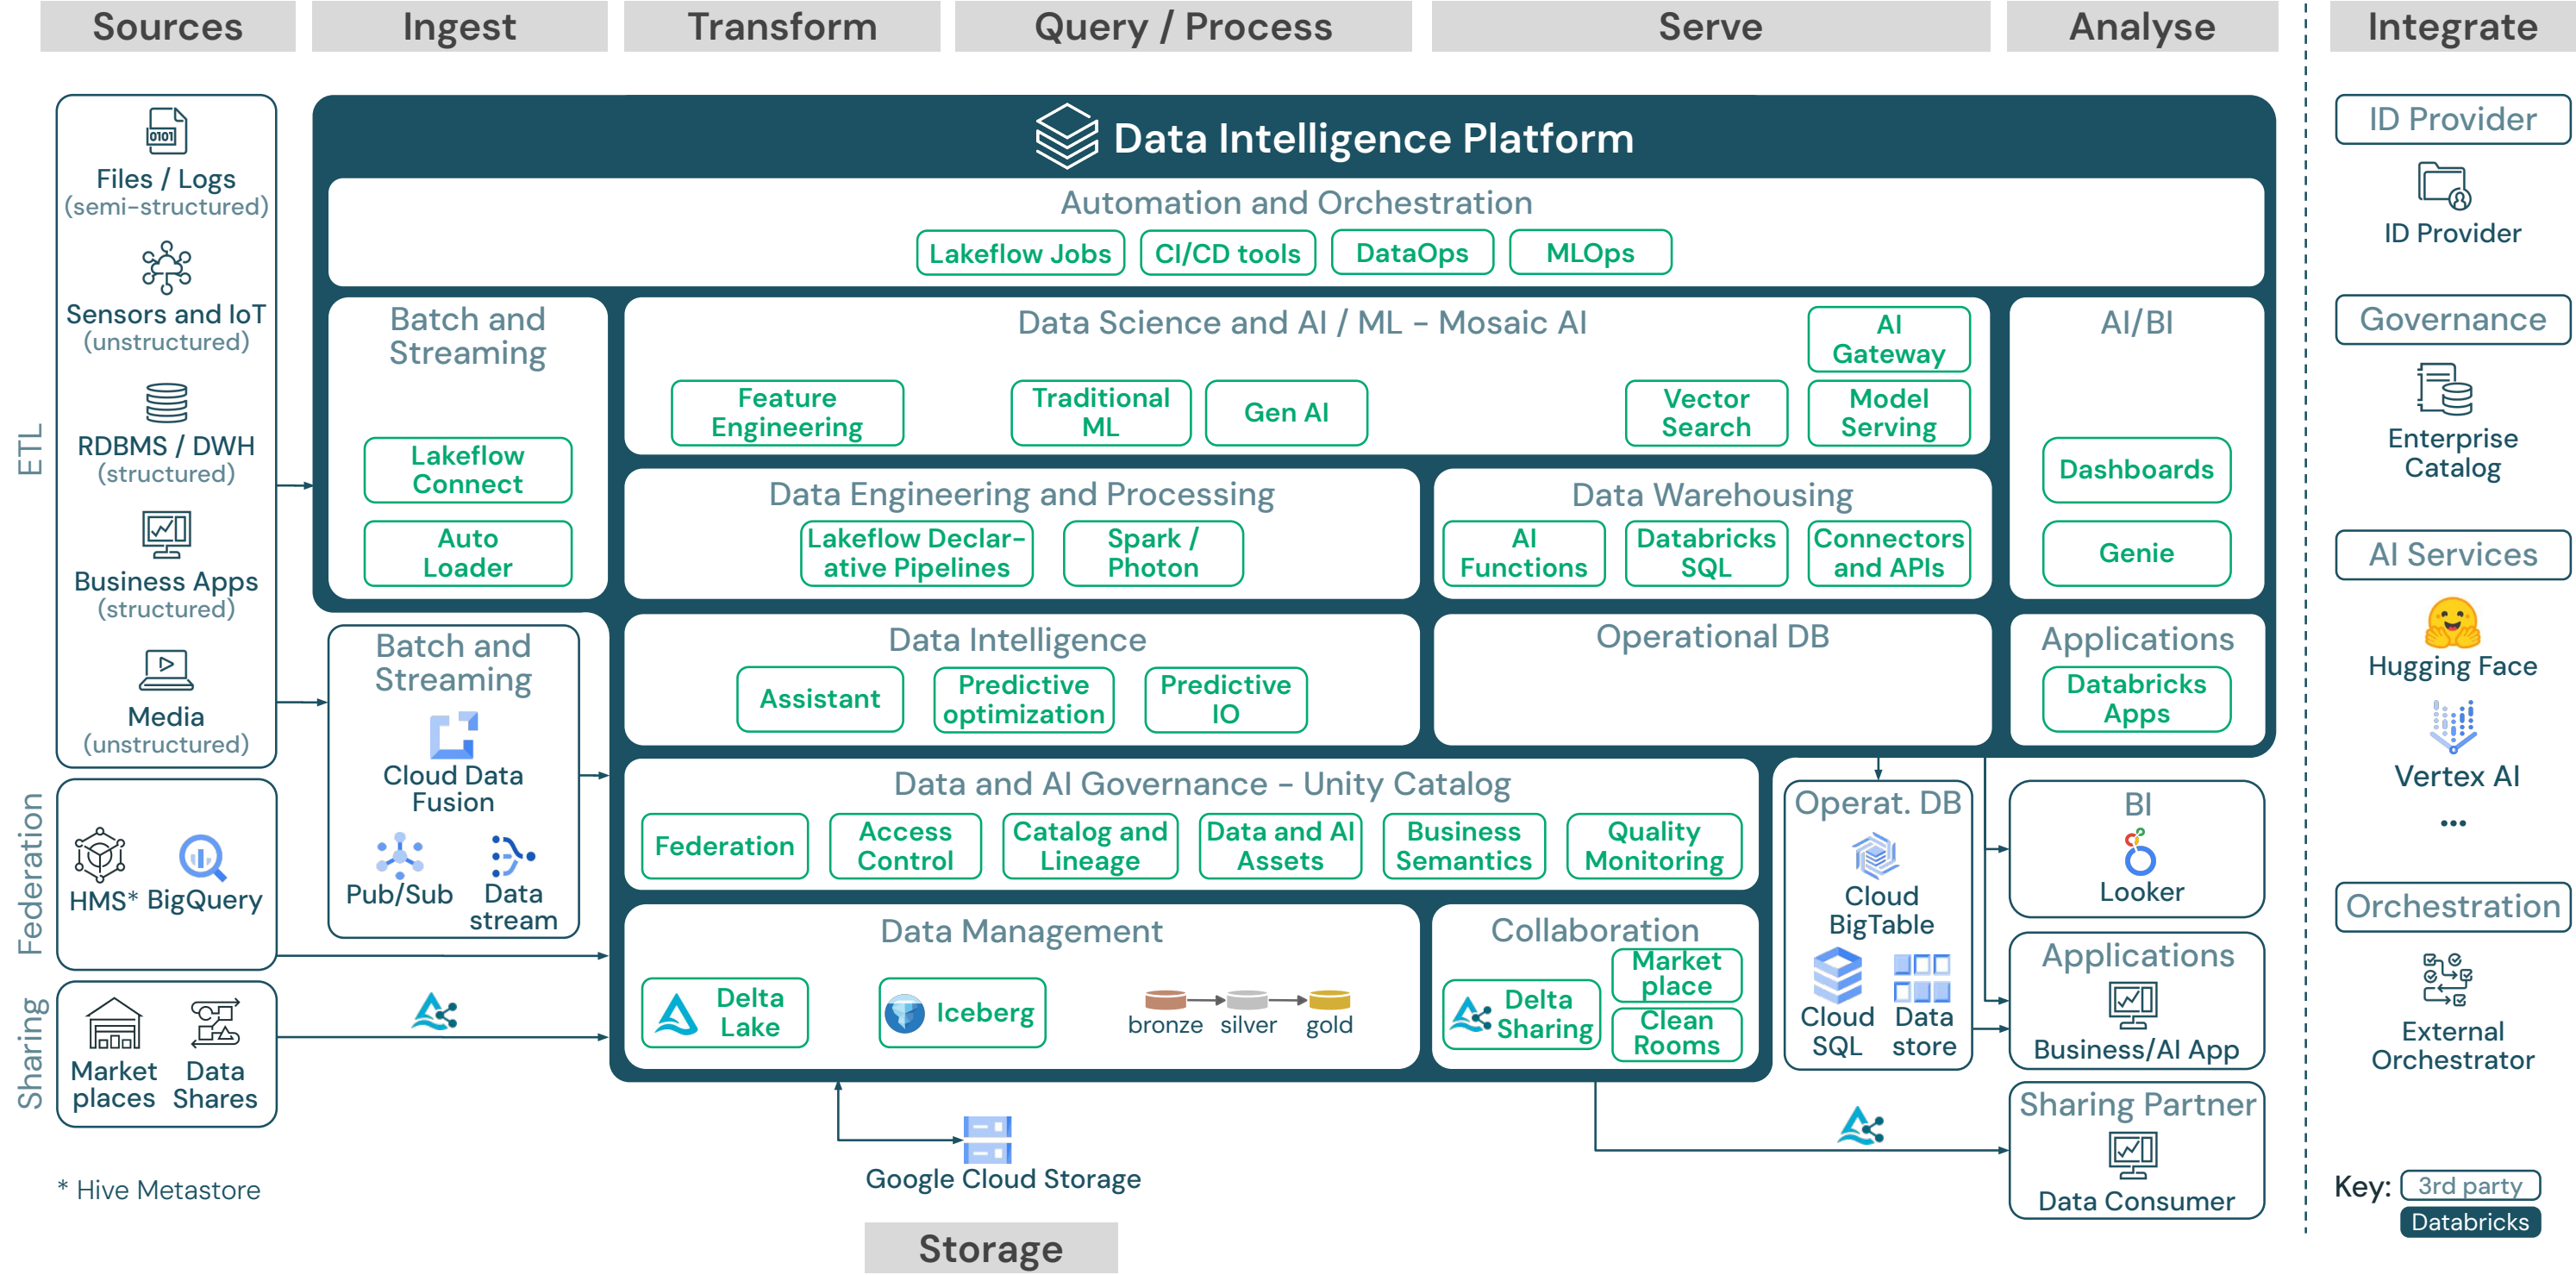 Sources
Ingest
Transform
Query / Process
Serve
Analyse
Integrate
ETL
Files / Logs
(semi-structured)
Sensors and IoT
(unstructured)
RDBMS / DWH
(structured)
Business Apps
(structured)
Media
(unstructured)
Federation
HMS*
BigQuery
Sharing
Market
places
Data
Shares
* Hive Metastore
Data Intelligence Platform
Automation and Orchestration
Lakeflow Jobs
CI/CD tools
DataOps
MLOps
Batch and
Streaming
Lakeflow
Connect
Auto
Loader
Data Science and AI / ML - Mosaic AI
Feature
Engineering
Traditional
ML
Gen AI
Vector
Search
AI
Gateway
Model
Serving
AI/BI
Dashboards
Genie
Data Engineering and Processing
Lakeflow Declar-
ative Pipelines
Spark /
Photon
Data Warehousing
AI
Functions
Databricks
SQL
Connectors
and APIs
Batch and
Streaming
Cloud Data
Fusion
Pub/Sub
Data
stream
Data Intelligence
Assistant
Predictive
optimization
Predictive
IO
Operational DB
Applications
Databricks
Apps
Data and AI Governance - Unity Catalog
Federation
Access
Control
Catalog and
Lineage
Data and AI
Assets
Business
Semantics
Quality
Monitoring
Data Management
Delta
Lake
Iceberg
bronze
silver
gold
Collaboration
Delta
Sharing
Market
place
Clean
Rooms
Operat. DB
Cloud
BigTable
Cloud
SQL
Data
store
BI
Looker
Applications
Business/AI App
Sharing Partner
Data Consumer
Google Cloud Storage
Storage
ID Provider
ID Provider
Governance
Enterprise
Catalog
AI Services
Hugging Face
Vertex AI
...
Orchestration
External
Orchestrator
Key:
3rd party
Databricks